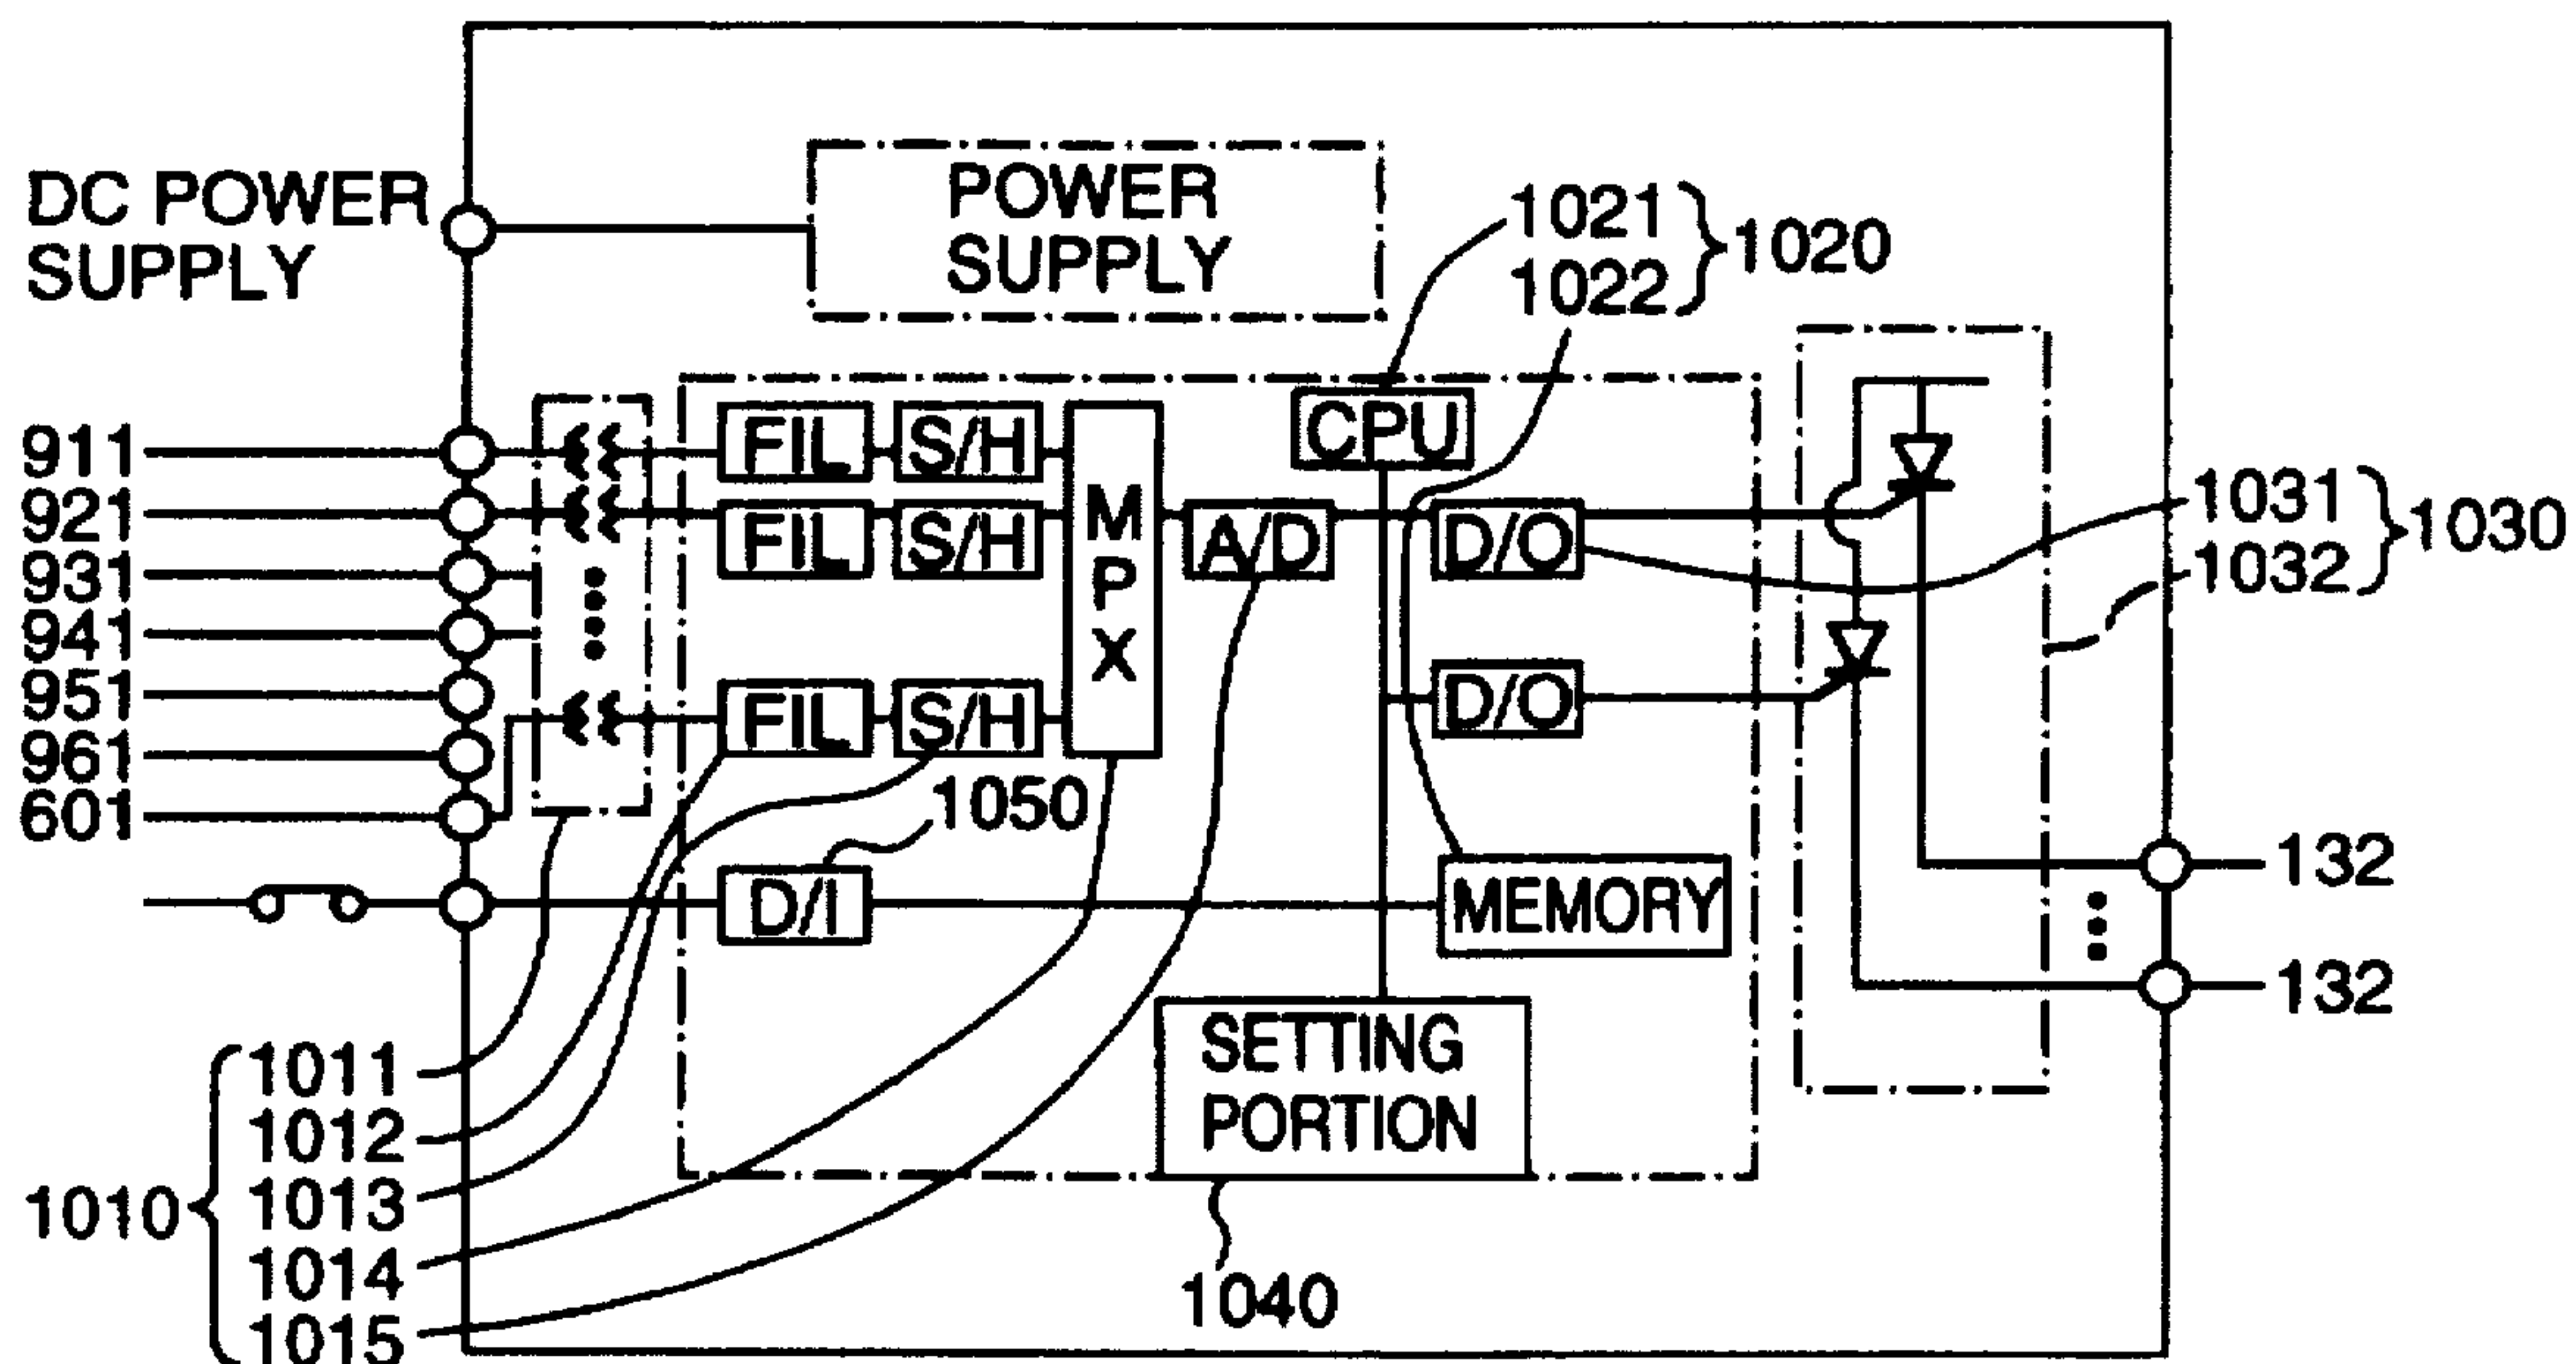 DC POWER
SUPPLY
POWER
SUPPLY
1021
1022
1020
911
921
931
941
951
961
601
FIL
S/H
FIL
S/H
FIL
S/H
MPX
A/D
CPU
D/O
D/O
1031
1032
1030
1050
D/I
MEMORY
SETTING
PORTION
132
132
1010
1011
1012
1013
1014
1015
1040